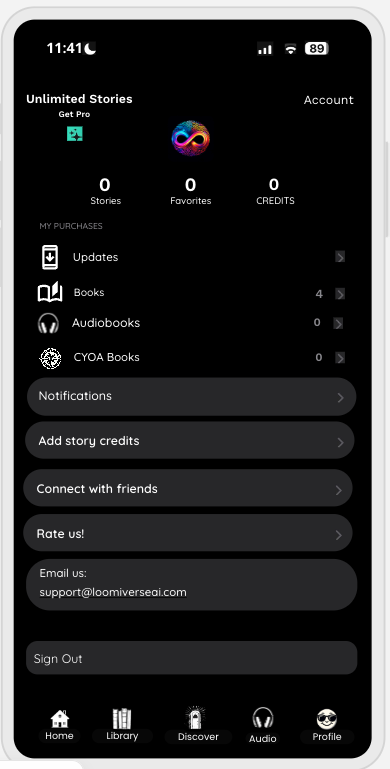 11:41
89
Unlimited Stories
Account
Get Pro
0 0 0
Stories Favorites CREDITS
MY PURCHASES
Updates
Books 4
Audiobooks 0
CYOA Books 0
Notifications
Add story credits
Connect with friends
Rate us!
Email us:
support@loomiverseai.com
Sign Out
Home Library Discover Audio Profile